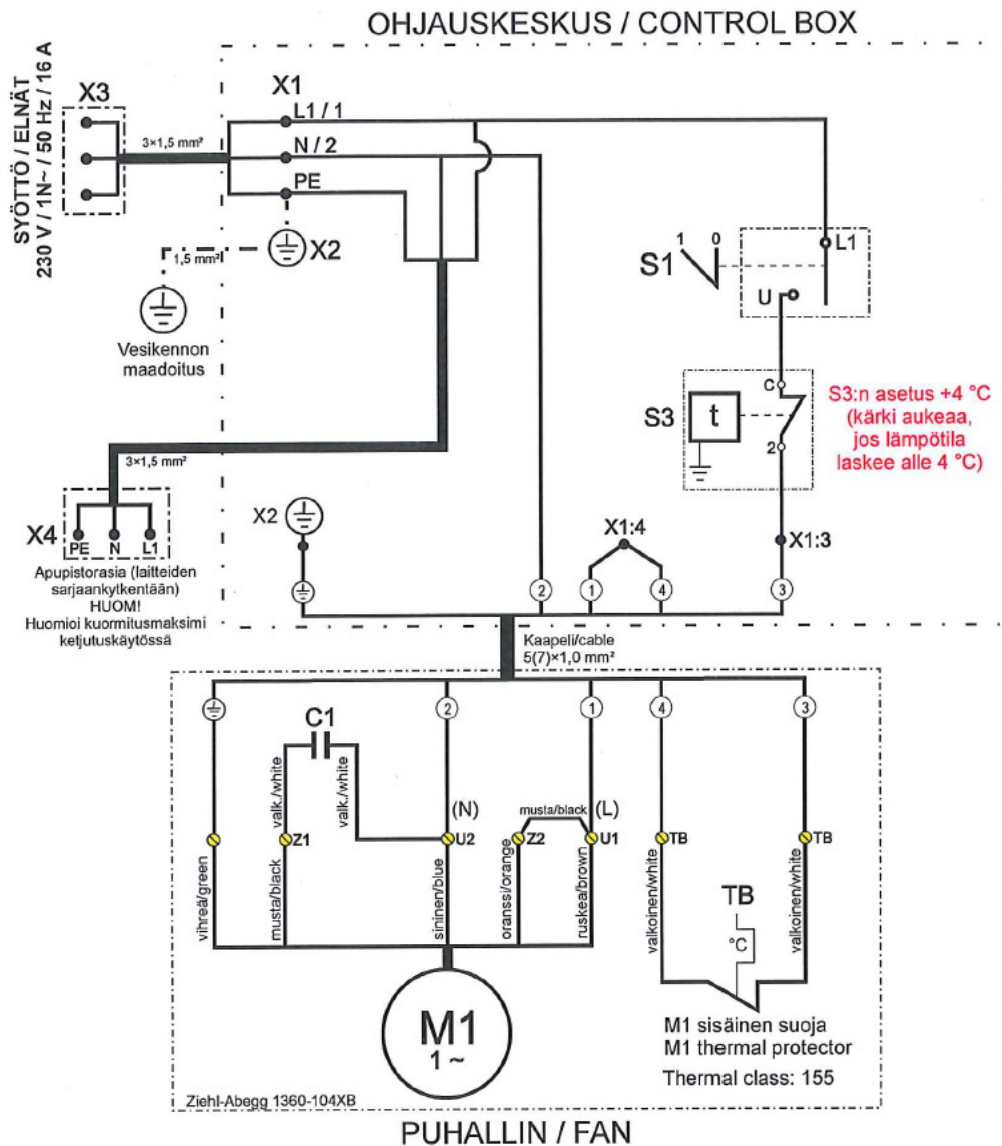 OHJAUSKESKUS / CONTROL BOX
SYÖTTÖ / ELNÄT
230 V / 1N~ / 50 Hz / 16 A
X3
3×1,5 mm²
X1
L1 / 1
N / 2
PE
X2
1,5 mm²
Vesikennon
maadoitus
S1
1
0
L1
U
S3
t
C
2
S3:n asetus +4 °C
(kärki aukeaa,
jos lämpötila
laskee alle 4 °C)
3×1,5 mm²
X4
PE
N
L1
Apupistorasia (laitteiden
sarjaankytkentään)
HUOM!
Huomioi kuormitusmaksimi
ketjutuskäytössä
X2
X1:4
X1:3
2
1
4
3
Kaapeli/cable
5(7)×1,0 mm²
2
1
4
3
C1
valk./white
valk./white
(N)
musta/black
(L)
Z1
U2
Z2
U1
TB
TB
vihreä/green
musta/black
sininen/blue
oranssi/orange
ruskea/brown
valkoinen/white
valkoinen/white
TB
°C
M1
1 ~
M1 sisäinen suoja
M1 thermal protector
Thermal class: 155
Ziehl-Abegg 1360-104XB
PUHALLIN / FAN